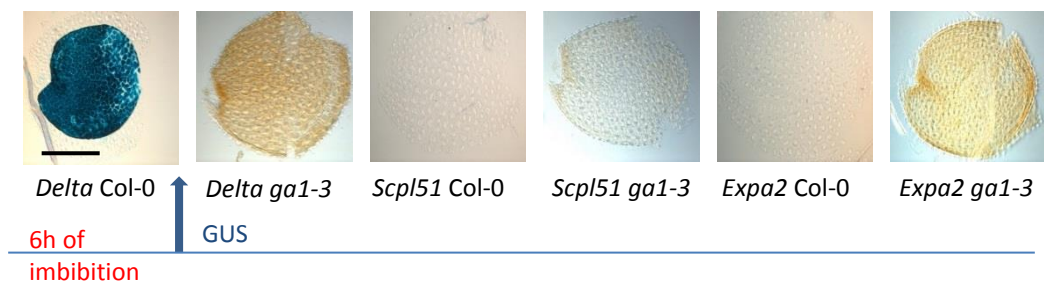 Delta Col-0 Delta ga1-3 Scpl51 Col-0 Scpl51 ga1-3 Expa2 Col-0 Expa2 ga1-3
6h of
imbibition
GUS